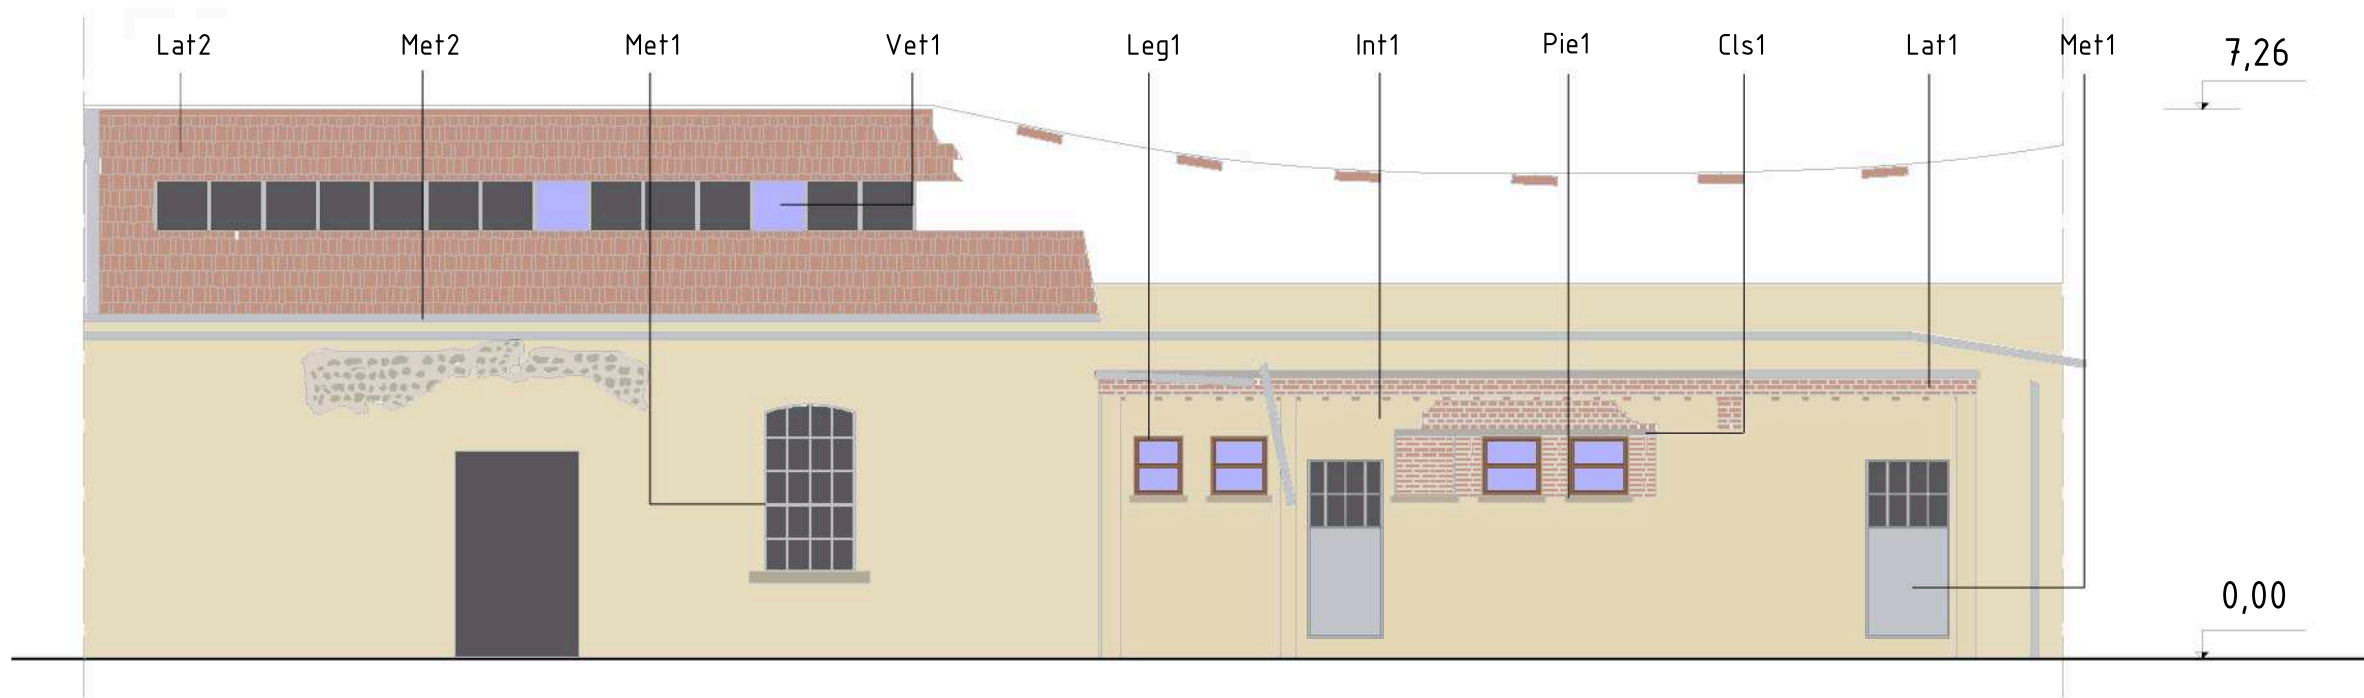 Lat2 Met2 Met1 Vet1 Leg1 Int1 Pie1 Cls1 Lat1 Met1 7,26
0,00